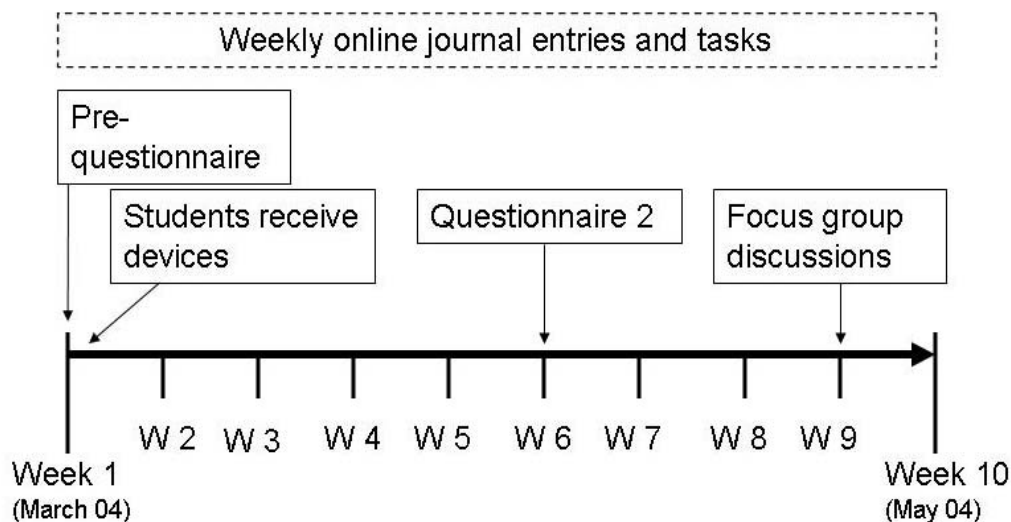 Weekly online journal entries and tasks
Pre-
questionnaire
Students receive
devices
Questionnaire 2
Focus group
discussions
W 2
W 3
W 4
W 5
W 6
W 7
W 8
W 9
Week 1
(March 04)
Week 10
(May 04)